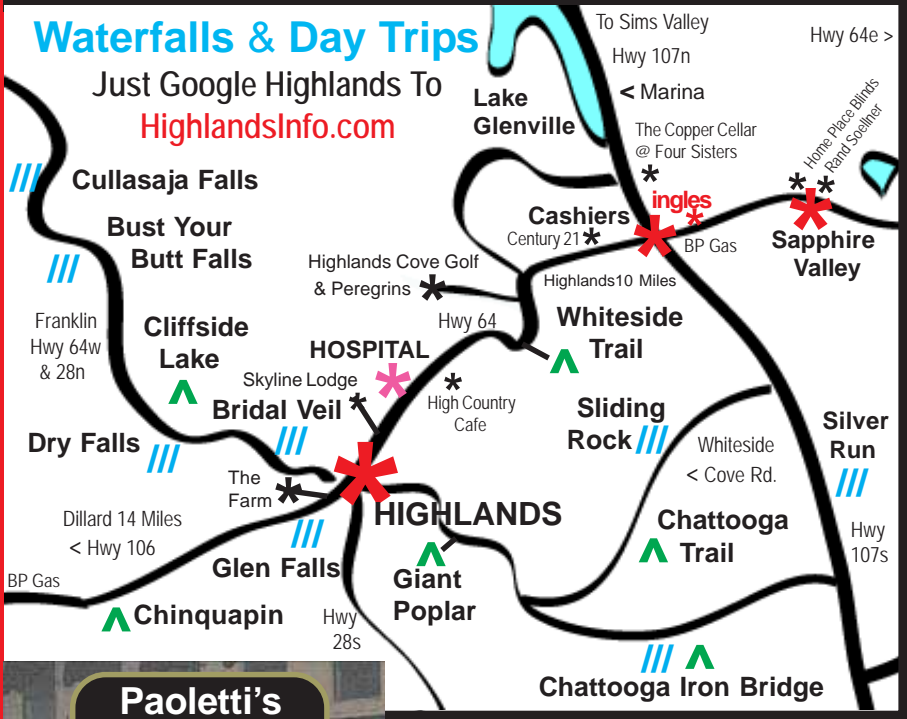 Waterfalls & Day Trips
Just Google Highlands To
HighlandsInfo.com
To Sims Valley
Hwy 107n
Hwy 64e >
< Marina
Lake
Glenville
The Copper Cellar
@ Four Sisters
Home Place Blinds
Rand Soellner
Cullasaja Falls
ingles
Cashiers
Century 21
BP Gas
Sapphire
Valley
Bust Your
Butt Falls
Highlands Cove Golf
& Peregrins
Highlands10 Miles
Franklin
Hwy 64w
& 28n
Cliffside
Lake
Hwy 64
Whiteside
Trail
HOSPITAL
Skyline Lodge
Bridal Veil
High Country
Cafe
Sliding
Rock
Silver
Run
Dry Falls
Whiteside
< Cove Rd.
The
Farm
HIGHLANDS
Dillard 14 Miles
< Hwy 106
Chattooga
Trail
Hwy
107s
Glen Falls
BP Gas
Giant
Poplar
Chinquapin
Hwy
28s
Chattooga Iron Bridge
Paoletti's